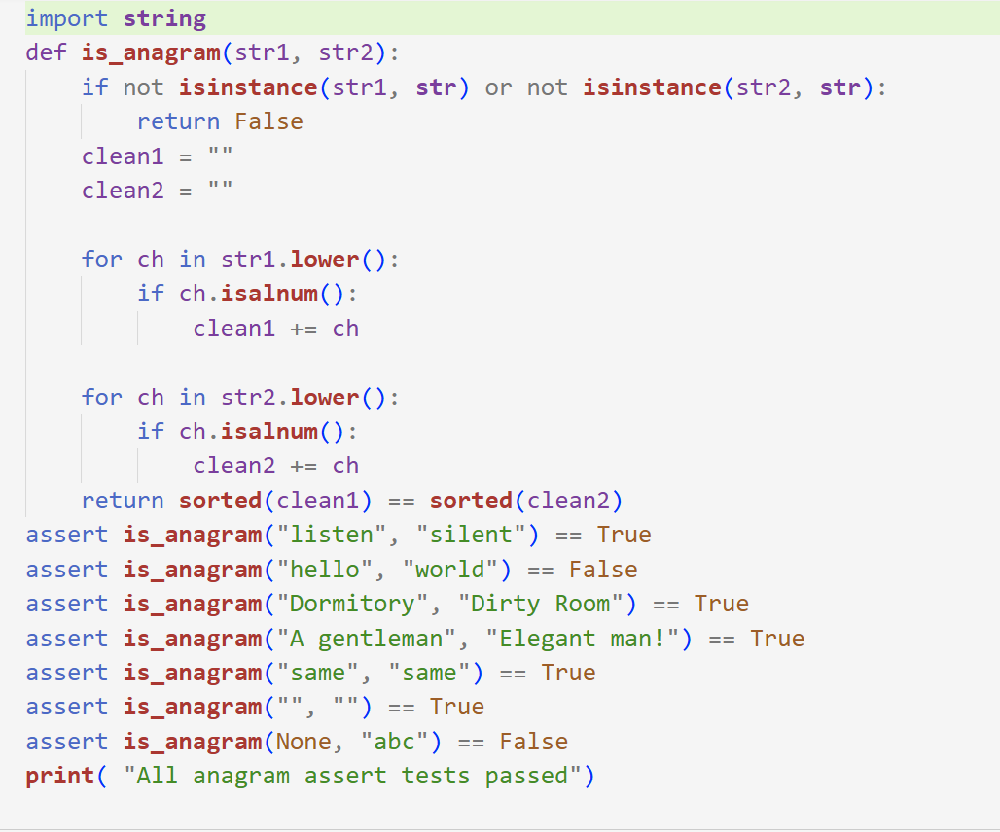 import string
def is_anagram(str1, str2):
    if not isinstance(str1, str) or not isinstance(str2, str):
        return False
    clean1 = ""
    clean2 = ""

    for ch in str1.lower():
        if ch.isalnum():
            clean1 += ch

    for ch in str2.lower():
        if ch.isalnum():
            clean2 += ch
    return sorted(clean1) == sorted(clean2)
assert is_anagram("listen", "silent") == True
assert is_anagram("hello", "world") == False
assert is_anagram("Dormitory", "Dirty Room") == True
assert is_anagram("A gentleman", "Elegant man!") == True
assert is_anagram("same", "same") == True
assert is_anagram("", "") == True
assert is_anagram(None, "abc") == False
print( "All anagram assert tests passed")